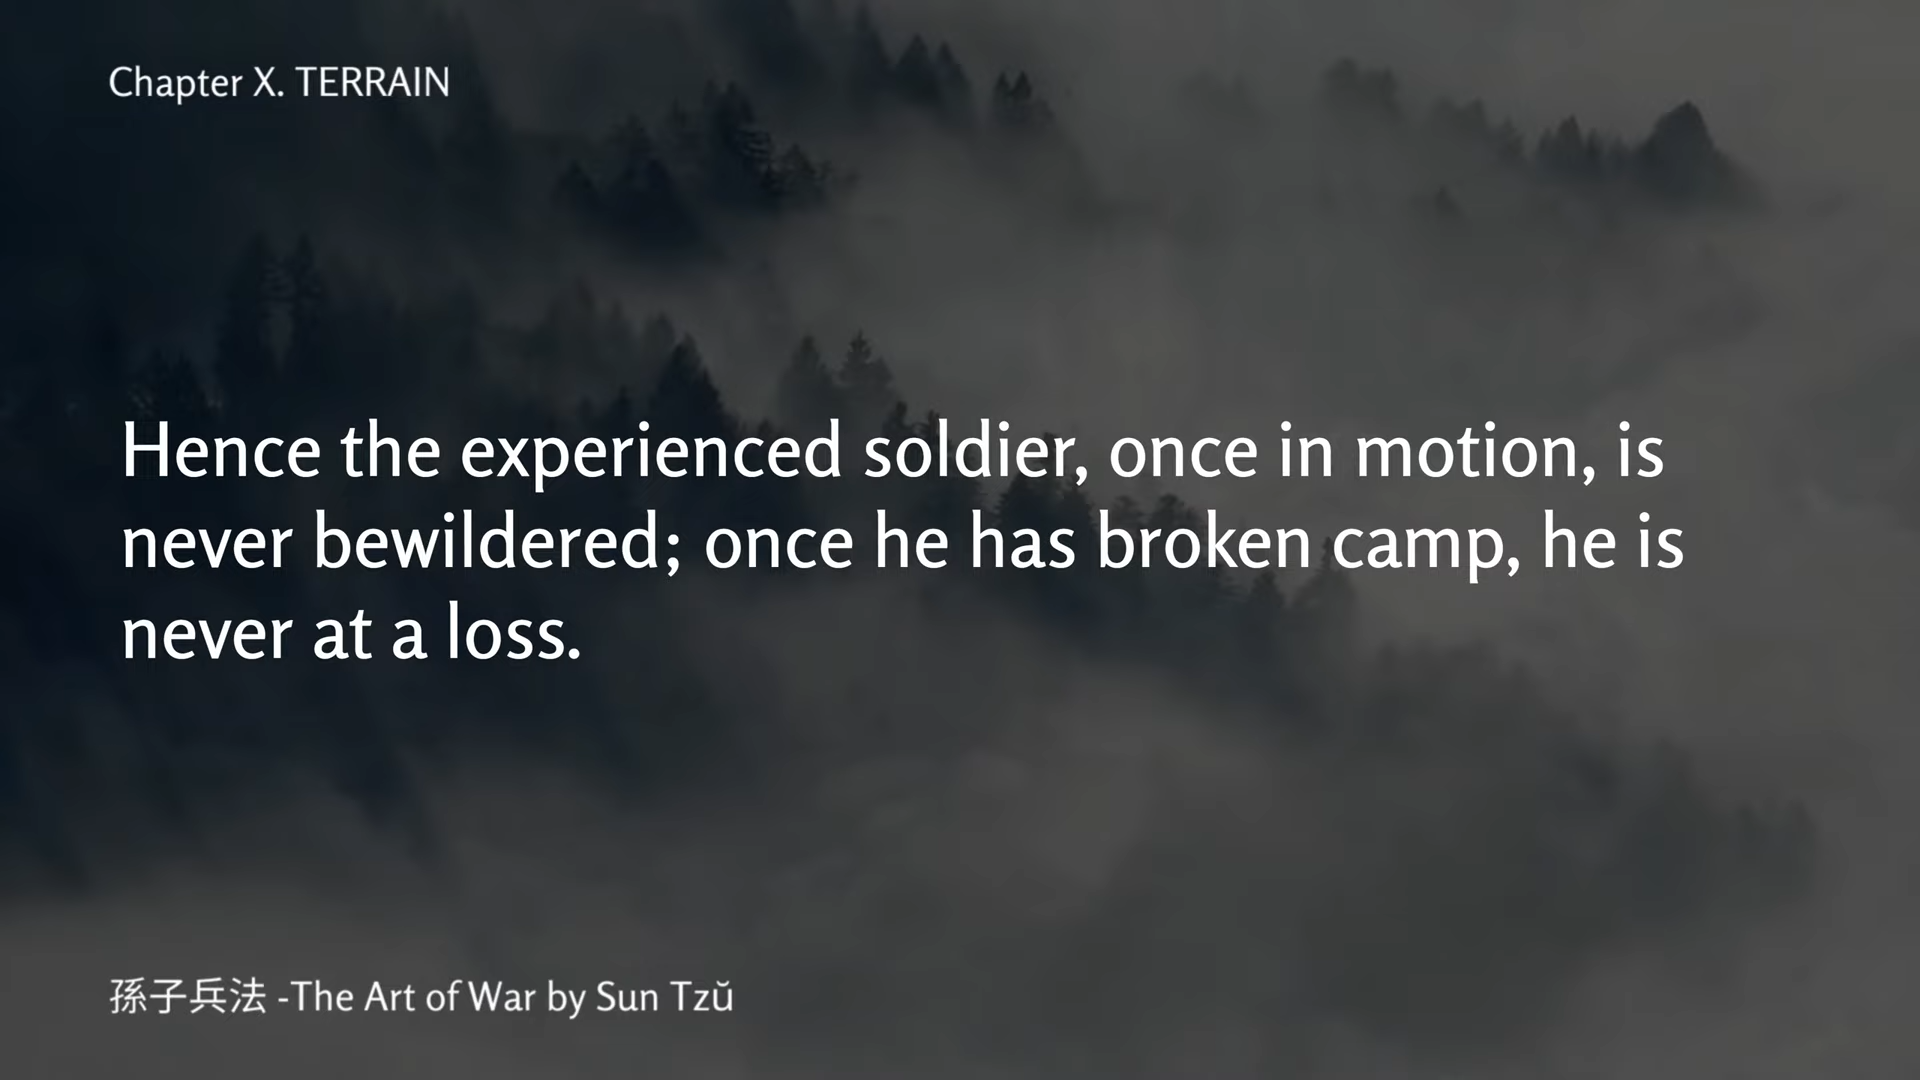 Chapter X. TERRAIN
Hence the experienced soldier, once in motion, is
never bewildered; once he has broken camp, he is
never at a loss.
孫子兵法 -The Art of War by Sun Tzŭ